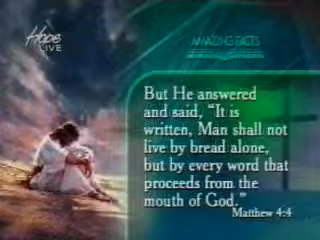 Hope
LIVE
AMAZING FACTS
But He answered
and said, “It is
written, Man shall not
live by bread alone,
but by every word that
proceeds from the
mouth of God.”
Matthew 4:4